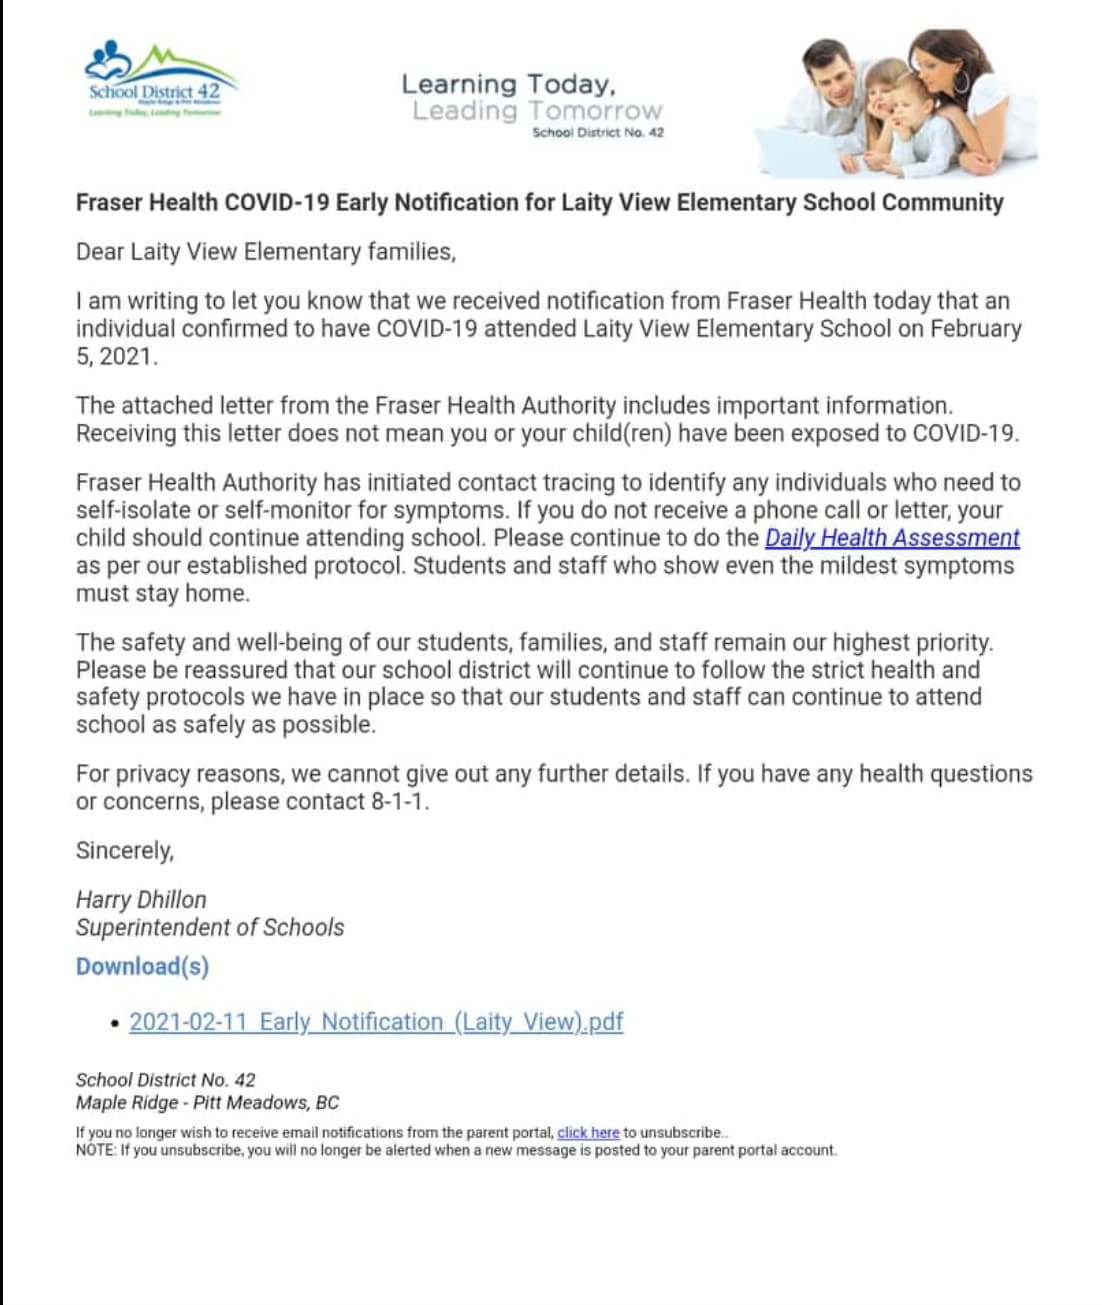 School District 42
Maple Ridge & Pitt Meadows
Learning Today, Leading Tomorrow
Learning Today,
Leading Tomorrow
School District No. 42
Fraser Health COVID-19 Early Notification for Laity View Elementary School Community
Dear Laity View Elementary families,
I am writing to let you know that we received notification from Fraser Health today that an
individual confirmed to have COVID-19 attended Laity View Elementary School on February
5, 2021.
The attached letter from the Fraser Health Authority includes important information.
Receiving this letter does not mean you or your child(ren) have been exposed to COVID-19.
Fraser Health Authority has initiated contact tracing to identify any individuals who need to
self-isolate or self-monitor for symptoms. If you do not receive a phone call or letter, your
child should continue attending school. Please continue to do the Daily Health Assessment
as per our established protocol. Students and staff who show even the mildest symptoms
must stay home.
The safety and well-being of our students, families, and staff remain our highest priority.
Please be reassured that our school district will continue to follow the strict health and
safety protocols we have in place so that our students and staff can continue to attend
school as safely as possible.
For privacy reasons, we cannot give out any further details. If you have any health questions
or concerns, please contact 8-1-1.
Sincerely,
Harry Dhillon
Superintendent of Schools
Download(s)
• 2021-02-11 Early Notification (Laity View).pdf
School District No. 42
Maple Ridge - Pitt Meadows, BC
If you no longer wish to receive email notifications from the parent portal, click here to unsubscribe..
NOTE: If you unsubscribe, you will no longer be alerted when a new message is posted to your parent portal account.